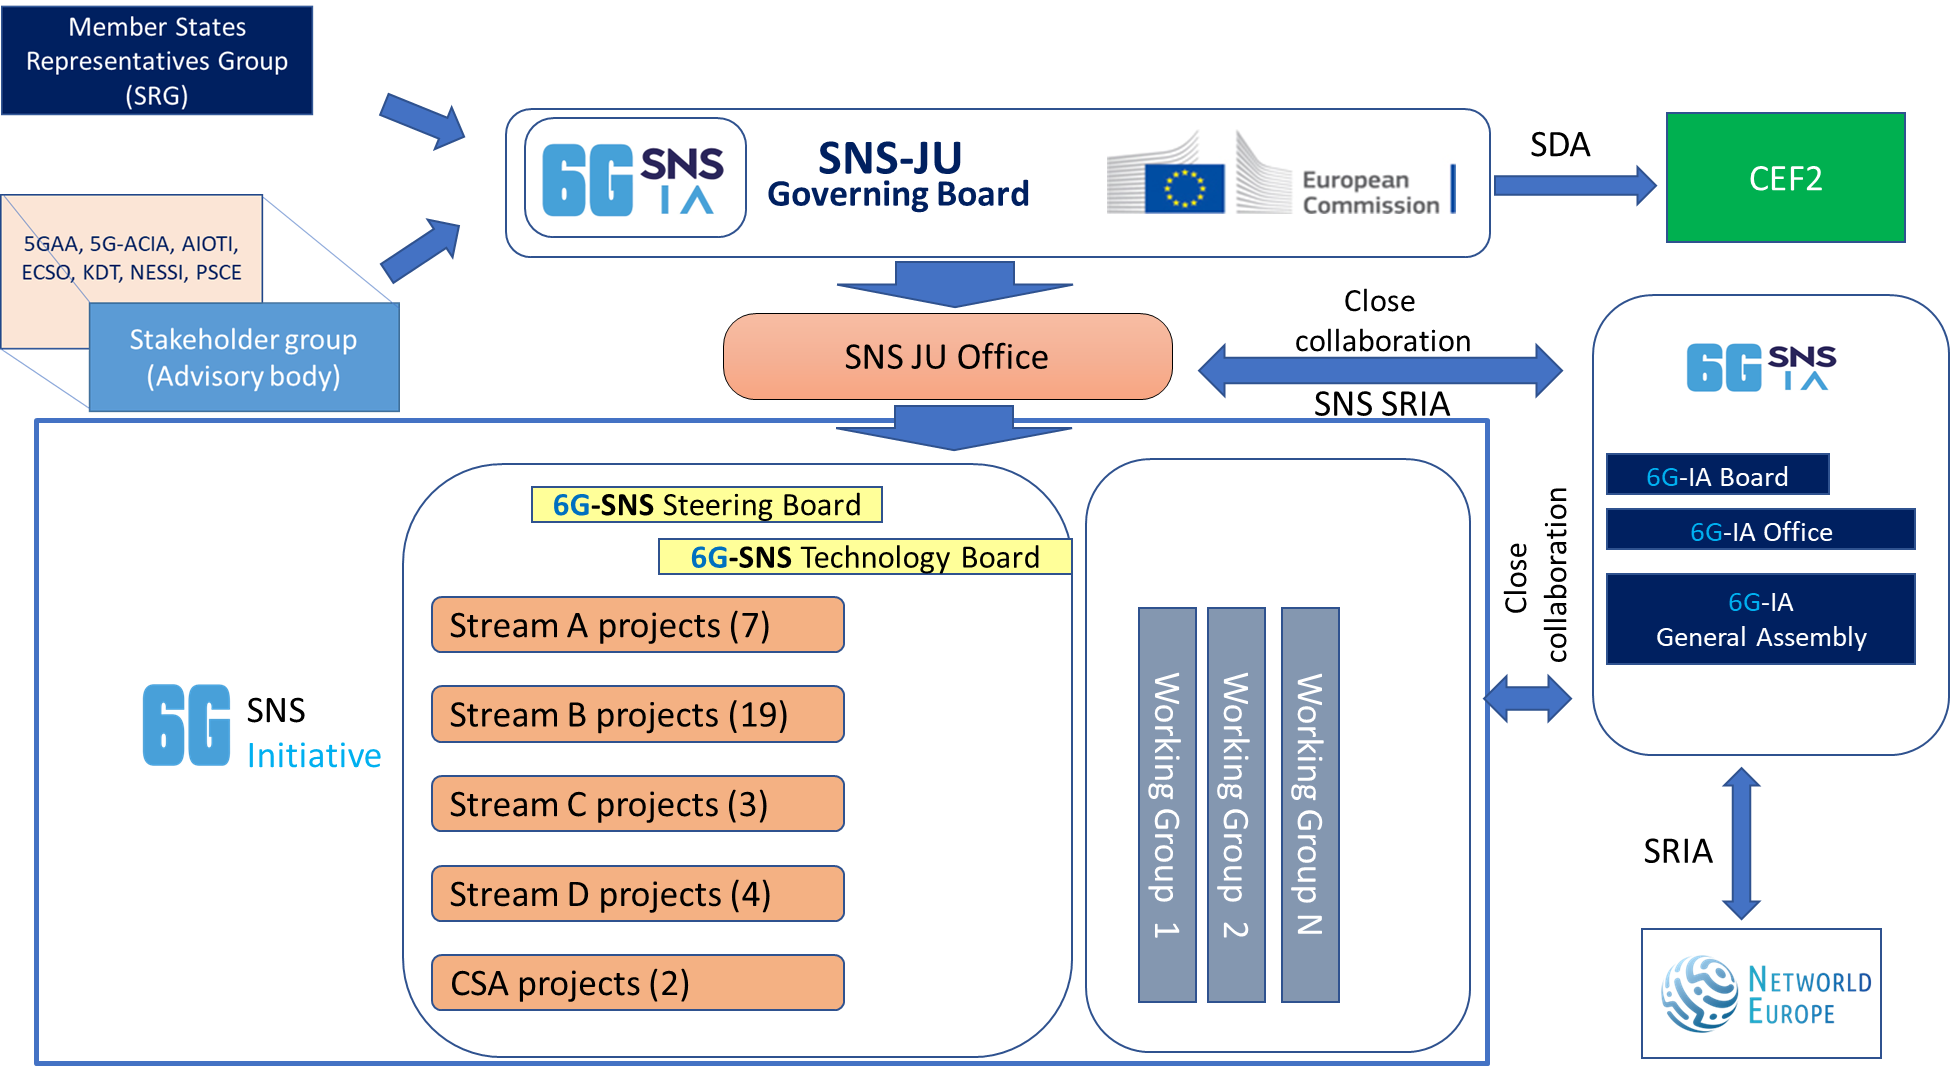 Member States
Representatives Group
(SRG)
5GAA, 5G-ACIA, AIOTI,
ECSO, KDT, NESSI, PSCE
Stakeholder group
(Advisory body)
6G SNS
IA
SNS-JU
Governing Board
European
Commission
SDA
CEF2
SNS JU Office
Close
collaboration
SNS SRIA
6G SNS
IA
6G-IA Board
6G-IA Office
6G-IA
General Assembly
Close
collaboration
SRIA
NETWORLD
EUROPE
6G SNS
Initiative
6G-SNS Steering Board
6G-SNS Technology Board
Stream A projects (7)
Stream B projects (19)
Stream C projects (3)
Stream D projects (4)
CSA projects (2)
Working Group 1
Working Group 2
Working Group N